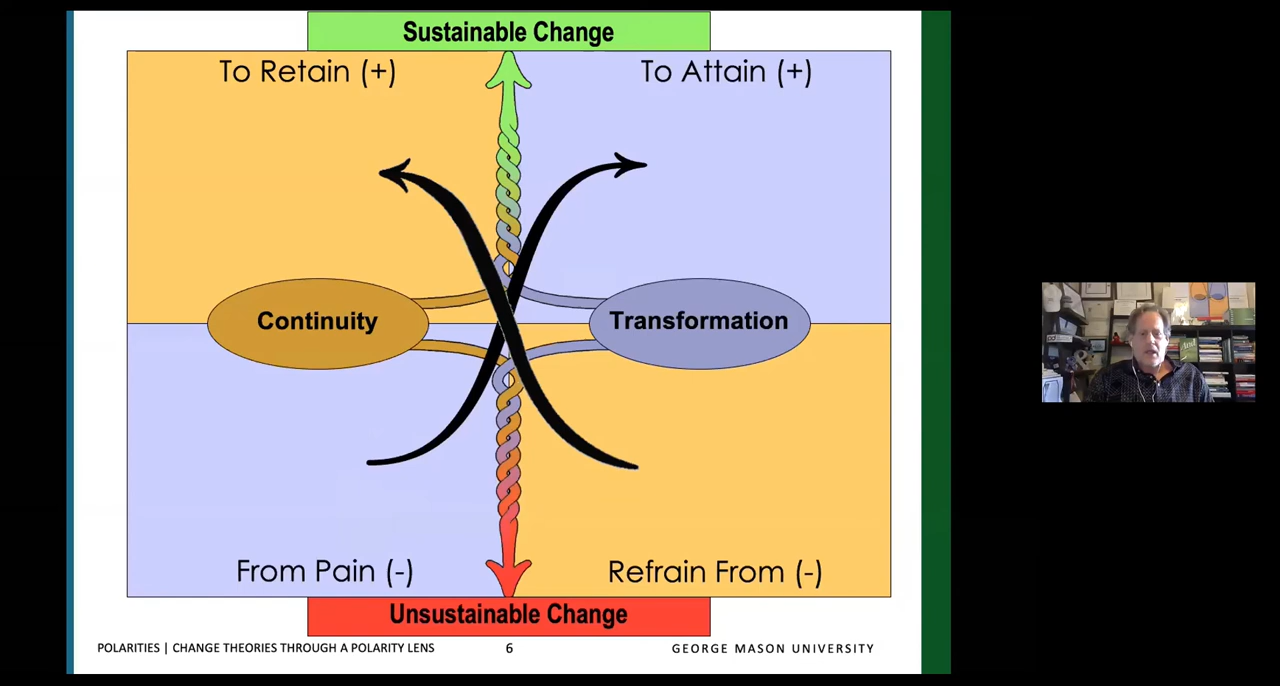 Sustainable Change
To Retain (+)
To Attain (+)
Continuity
Transformation
From Pain (-)
Refrain From (-)
Unsustainable Change
POLARITIES | CHANGE THEORIES THROUGH A POLARITY LENS
6
GEORGE MASON UNIVERSITY
And